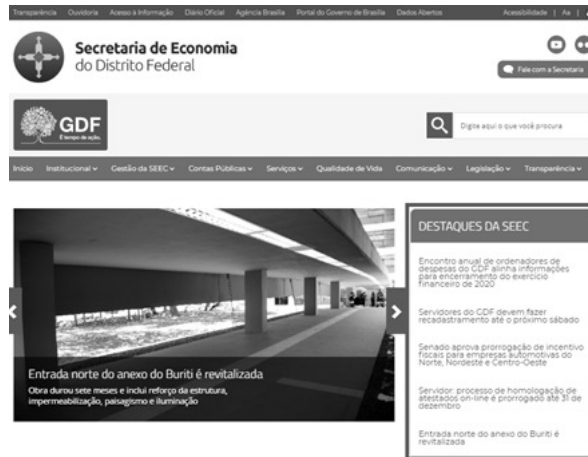 Transparência Ouvidoria Acesso à Informação Diário Oficial Agência Brasília Portal do Governo de Brasília Dados Abertos Acessibilidade | Aa |
Secretaria de Economia
do Distrito Federal
Fale com a Secretaria
GDF
É tempo de ação.
Digite aqui o que você procura
Início Institucional Gestão da SEEC Contas Públicas Serviços Qualidade de Vida Comunicação Legislação Transparência
Entrada norte do anexo do Buriti é revitalizada
Obra durou sete meses e inclui reforço da estrutura,
impermeabilização, paisagismo e iluminação
DESTAQUES DA SEEC
Encontro anual de ordenadores de
despesas do GDF alinha informações
para encerramento do exercício
financeiro de 2020
Servidores do GDF devem fazer
recadastramento até o próximo sábado
Senado aprova prorrogação de incentivo
fiscais para empresas automotivas do
Norte, Nordeste e Centro-Oeste
Servidor: processo de homologação de
atestados on-line é prorrogado até 31 de
dezembro
Entrada norte do anexo do Buriti é
revitalizada